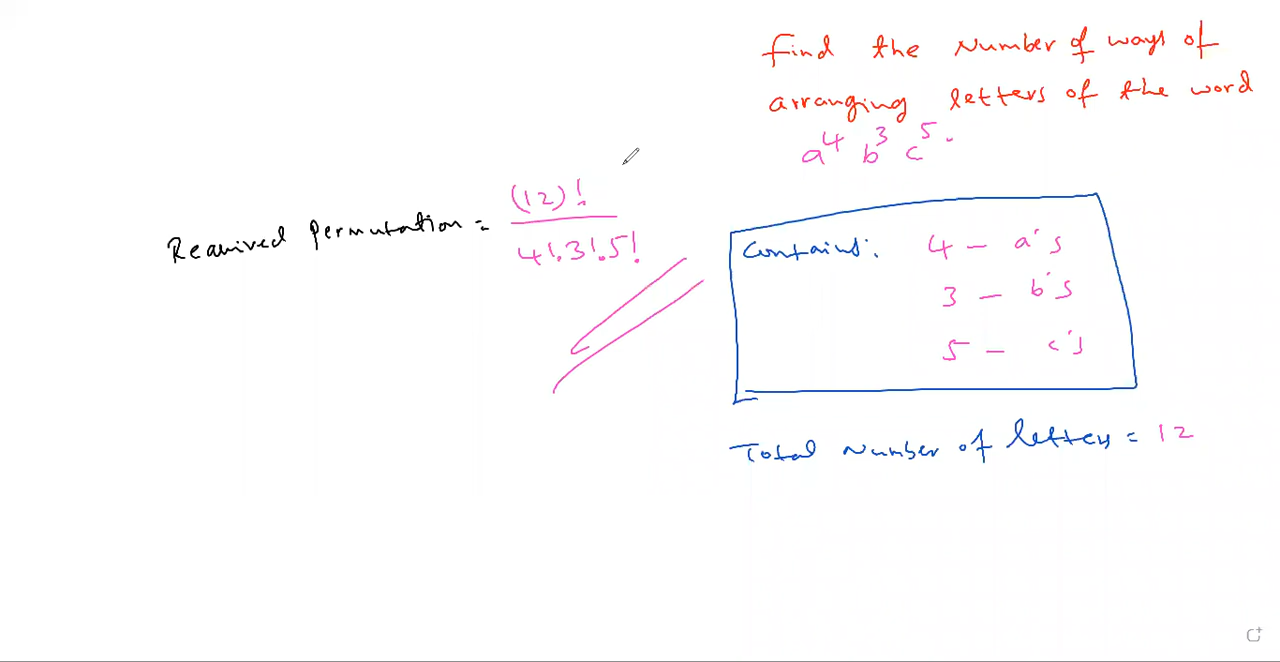 Find the Number of ways of
arranging letters of the word
a⁴ b³ c⁵.
Required Permutation = (12)! / 4!.3!.5!
Contains: 4 - a's
3 - b's
5 - c's
Total Number of letters = 12